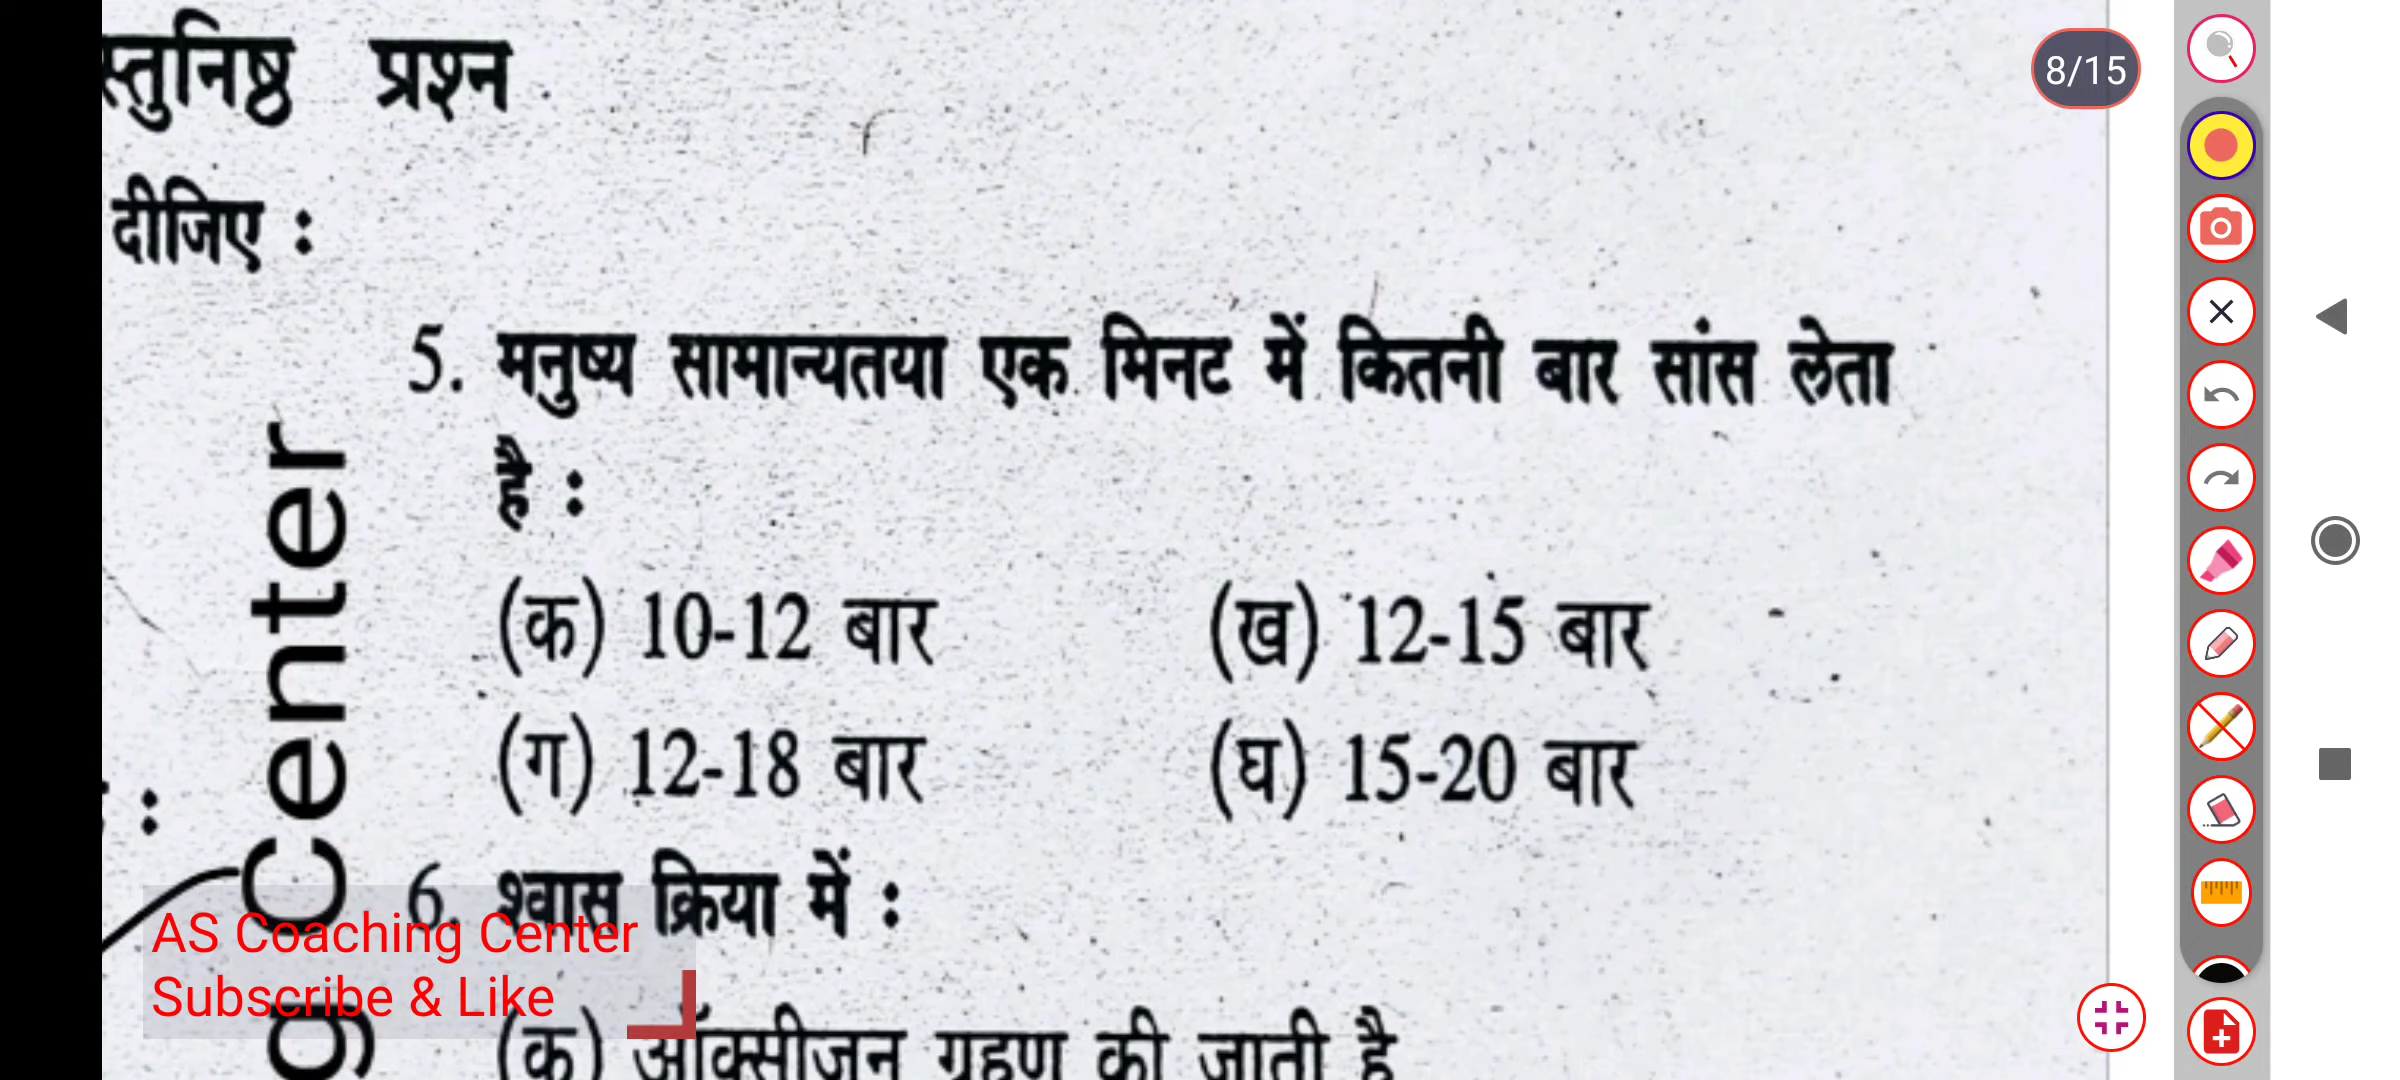 स्तुनिष्ठ प्रश्न
8/15
दीजिए :
5. मनुष्य सामान्यतया एक मिनट में कितनी बार सांस लेता
है :
(क) 10-12 बार (ख) 12-15 बार
(ग) 12-18 बार (घ) 15-20 बार
6. श्वास क्रिया में :
(क) ऑक्सीजन ग्रहण की जाती है
g Center
AS Coaching Center
Subscribe & Like